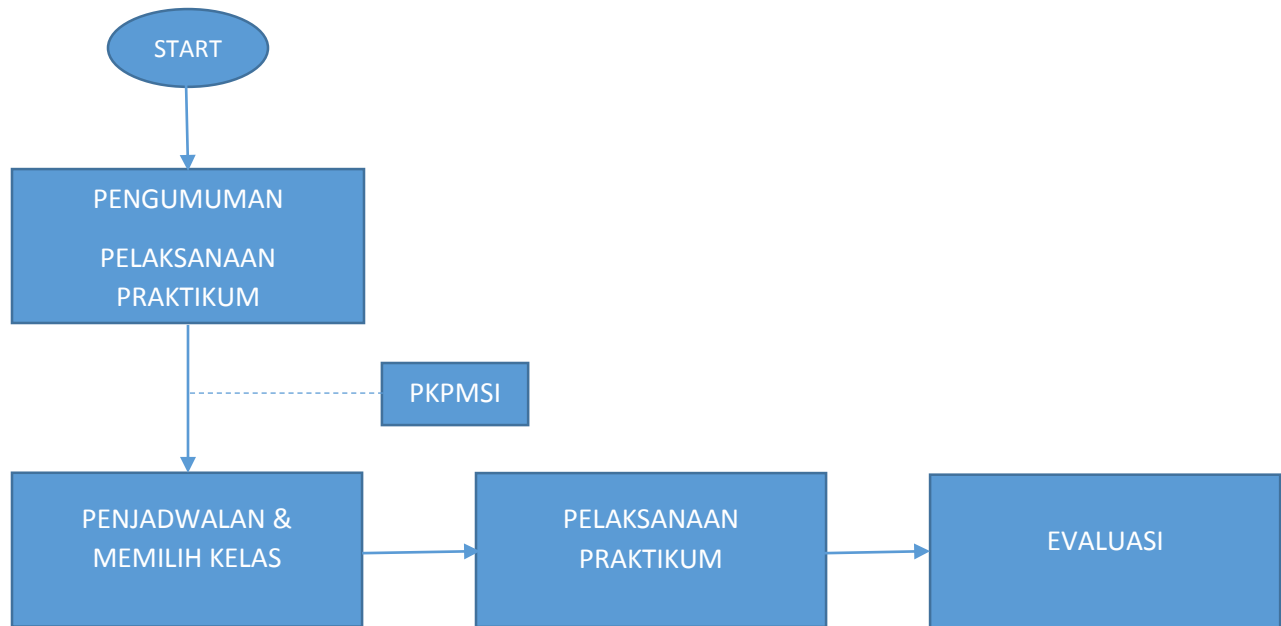 START
PENGUMUMAN
PELAKSANAAN
PRAKTIKUM
PKPMSI
PENJADWALAN &
MEMILIH KELAS
PELAKSANAAN
PRAKTIKUM
EVALUASI